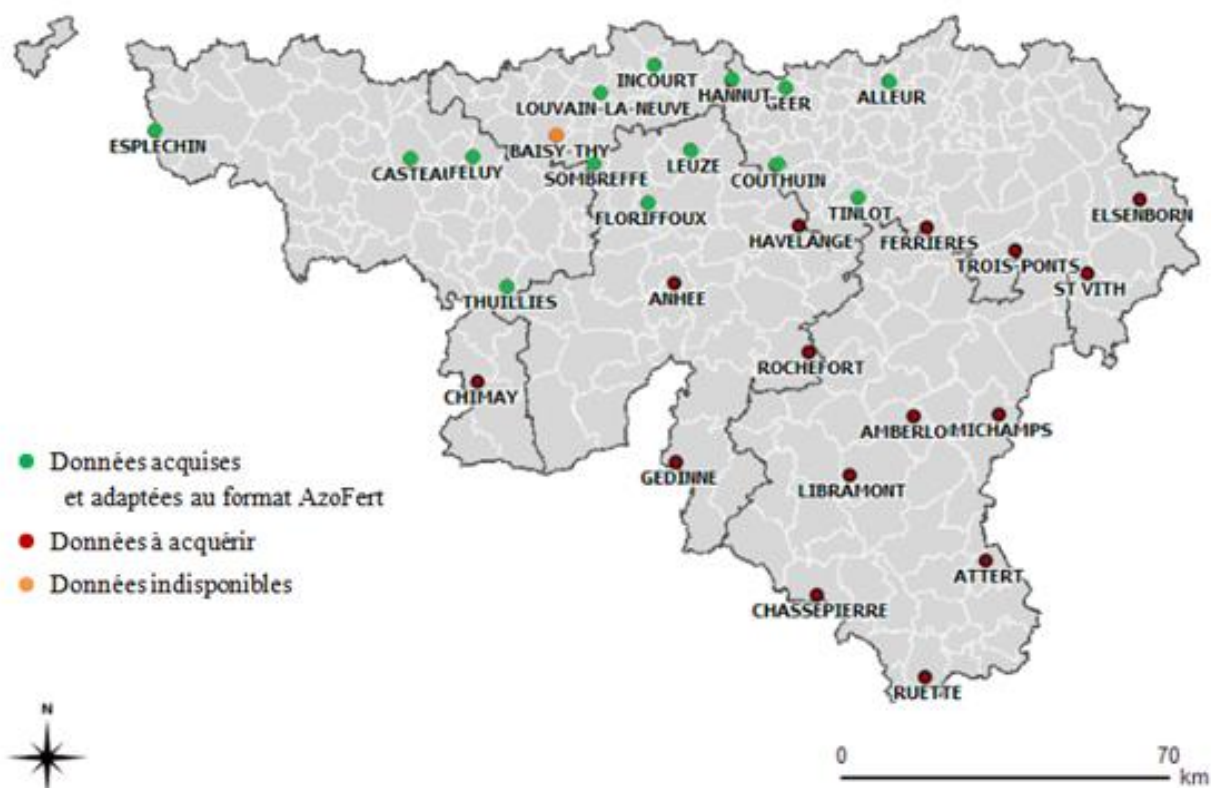 INCOURT
HANNUT
GEER
ALLEUR
LOUVAIN-LA-NEUVE
ESPLECHIN
BAISY-THY
CASTEAU
FELUY
SOMBREFFE
LEUZE
COUTHUIN
FLORIFFOUX
TINLOT
ELSENBORN
HAVELANGE
FERRIERES
TROIS-PONTS
ST VITH
THUILLIES
ANHEE
ROCHEFORT
CHIMAY
AMBERLO
MICHAMPS
GEDINNE
LIBRAMONT
ATTERT
CHASSEPIERRE
RUETTE
Données acquises
et adaptées au format AzoFert
Données à acquérir
Données indisponibles
N
0 70
km